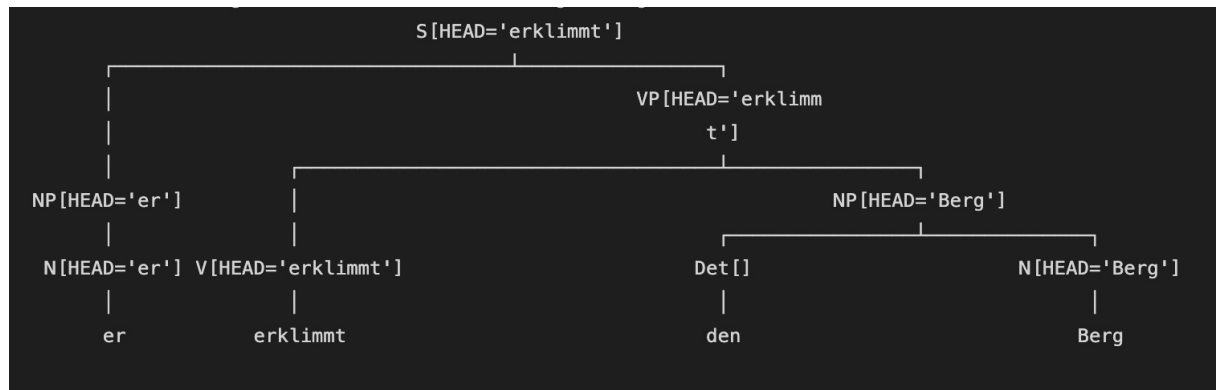 S[HEAD='erklimmt']
VP[HEAD='erklimm
t']
NP[HEAD='er'] NP[HEAD='Berg']
N[HEAD='er'] V[HEAD='erklimmt'] Det[] N[HEAD='Berg']
er erklimmt den Berg